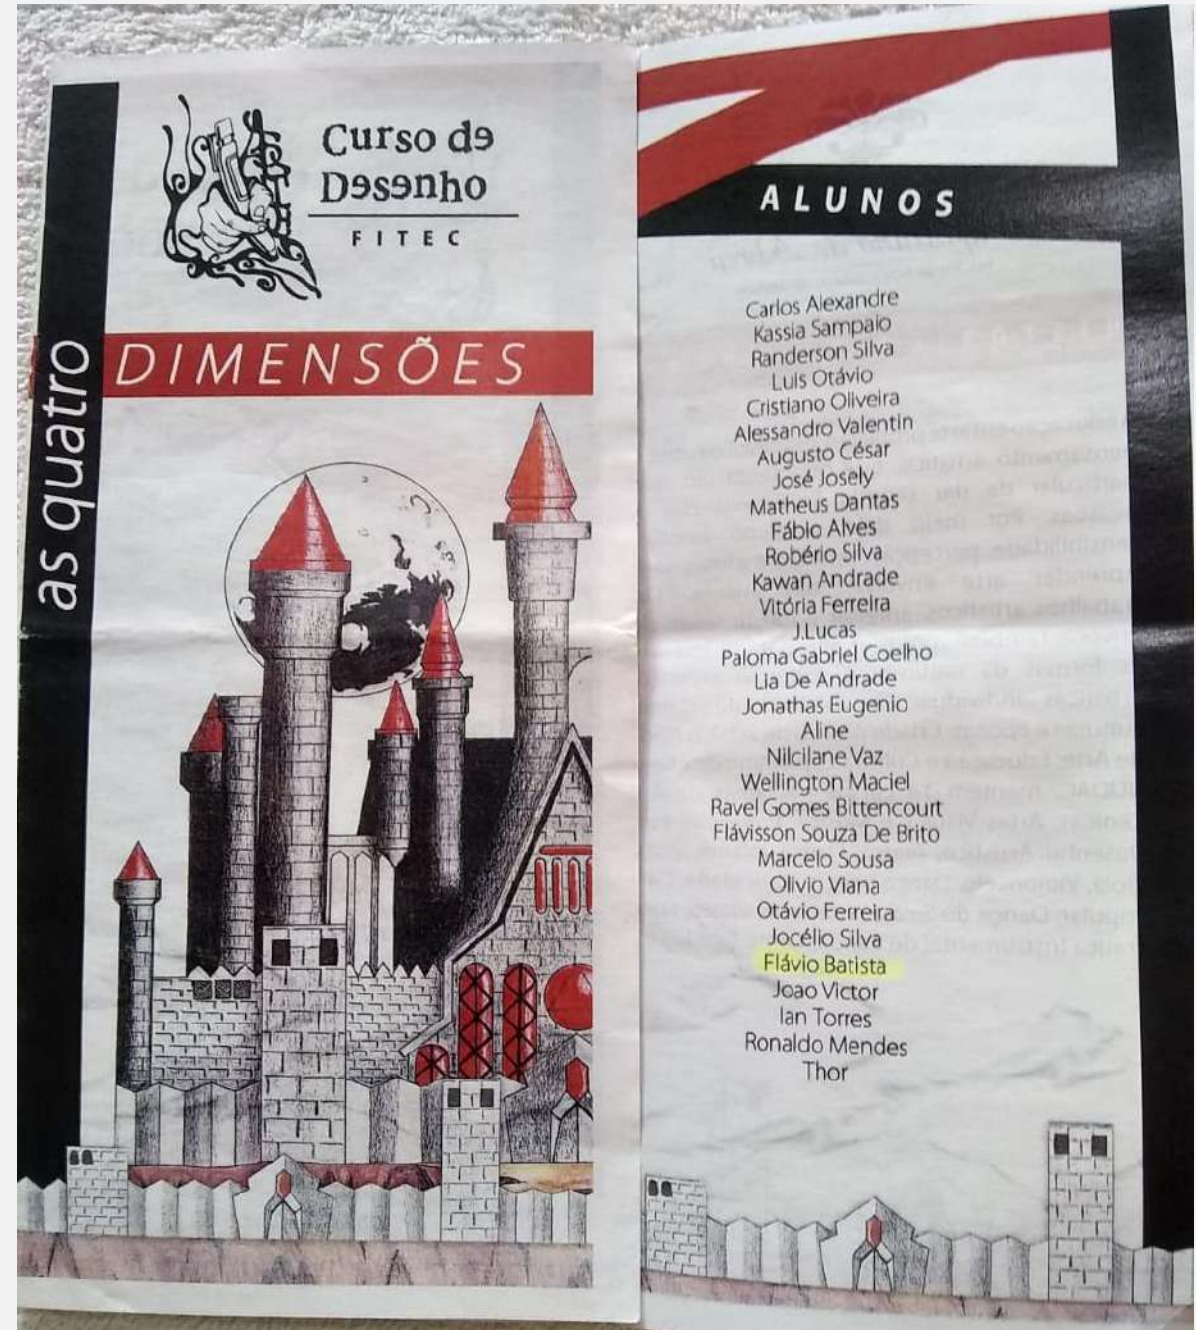 Curso de
Desenho
FITEC
as quatro
DIMENSÕES
ALUNOS
Carlos Alexandre
Kassia Sampaio
Randerson Silva
Luis Otávio
Cristiano Oliveira
Alessandro Valentin
Augusto César
José Josely
Matheus Dantas
Fábio Alves
Robério Silva
Kawan Andrade
Vitória Ferreira
J.Lucas
Paloma Gabriel Coelho
Lia De Andrade
Jonathas Eugenio
Aline
Nilcilane Vaz
Wellington Maciel
Ravel Gomes Bittencourt
Flávisson Souza De Brito
Marcelo Sousa
Olivio Viana
Otávio Ferreira
Jocélio Silva
Flávio Batista
Joao Victor
Ian Torres
Ronaldo Mendes
Thor